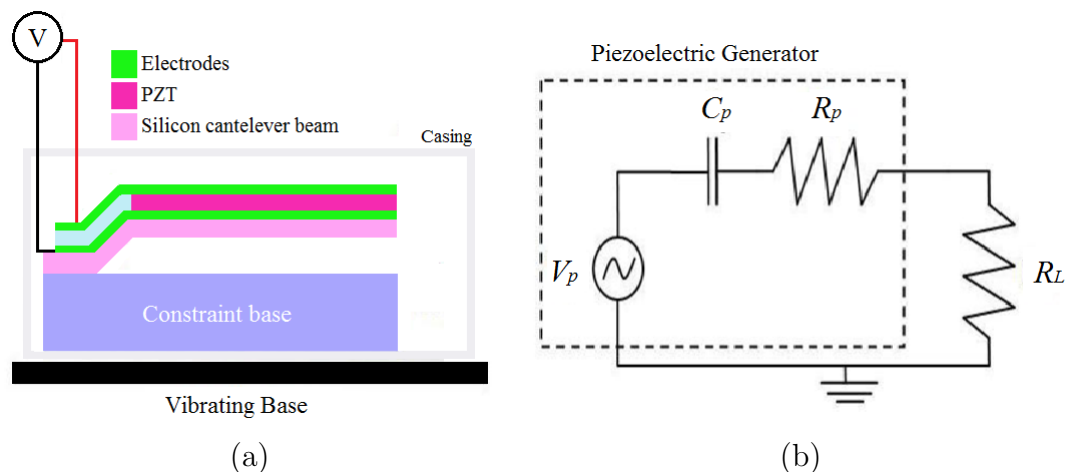 V
Electrodes
PZT
Silicon cantelever beam
Casing
Constraint base
Vibrating Base
(a)
Piezoelectric Generator
Cp
Rp
Vp
RL
(b)